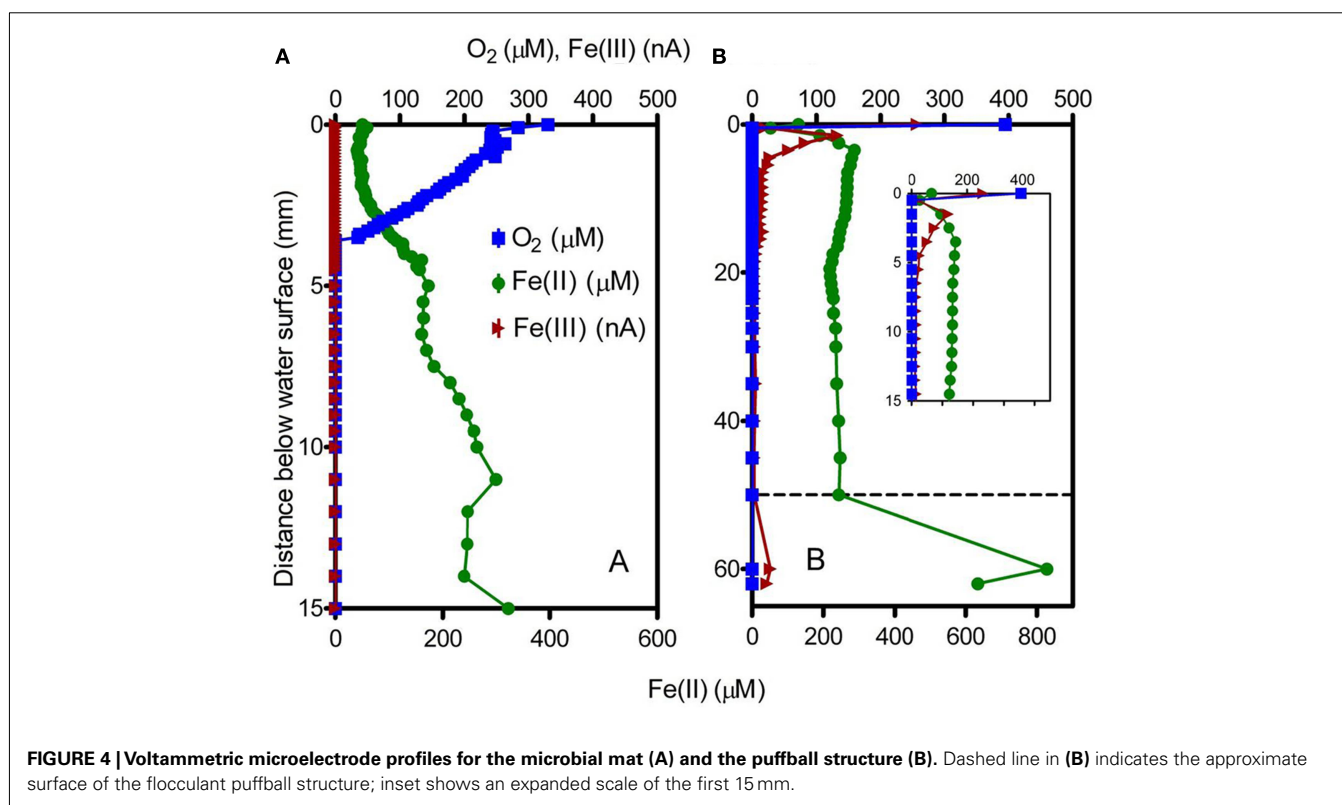 A
O₂ (μM), Fe(III) (nA)
B
0 100 200 300 400 500
0 100 200 300 400 500
0
5
10
15
Distance below water surface (mm)
O₂ (μM)
Fe(II) (μM)
Fe(III) (nA)
A
0 200 400 600
0
20
40
60
0 200 400
0
5
10
15
B
0 200 400 600 800
Fe(II) (μM)
FIGURE 4 | Voltammetric microelectrode profiles for the microbial mat (A) and the puffball structure (B). Dashed line in (B) indicates the approximate
surface of the flocculant puffball structure; inset shows an expanded scale of the first 15 mm.